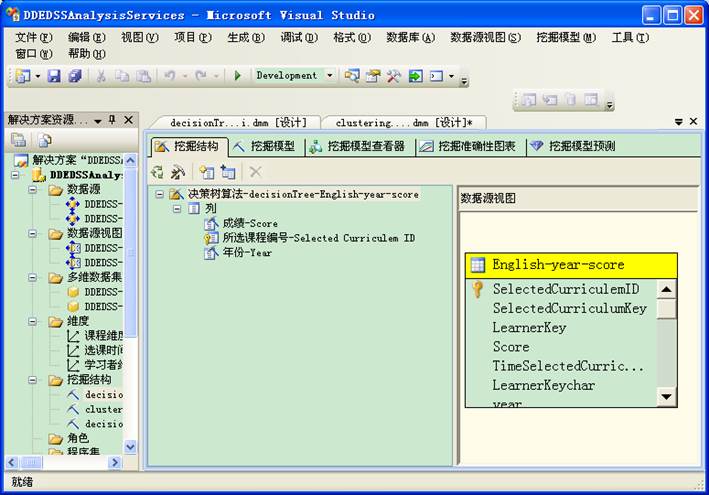 DDEDSSAnalysisServices - Microsoft Visual Studio
文件(F) 编辑(E) 视图(V) 项目(P) 生成(B) 调试(D) 格式(O) 数据库(A) 数据源视图(S) 挖掘模型(M) 工具(T)
窗口(W) 帮助(H)
Development
解决方案资源...
decisionTr...i.dmm [设计] clustering....dmm [设计]*
挖掘结构 挖掘模型 挖掘模型查看器 挖掘准确性图表 挖掘模型预测
解决方案 "DDEDSSA
DDEDSSAnalys
数据源
DDEDSS-
DDEDSS-
数据源视图
DDEDSS-
DDEDSS-
多维数据集
DDEDSS-
DDEDSS-
维度
课程维度
选课时间
学习者维
挖掘结构
decision
cluster
decisio
角色
程序集
决策树算法-decisionTree-English-year-score
列
成绩-Score
所选课程编号-Selected Curriculem ID
年份-Year
数据源视图
English-year-score
SelectedCurriculemID
SelectedCurriculumKey
LearnerKey
Score
TimeSelectedCurric...
LearnerKeychar
year
就绪